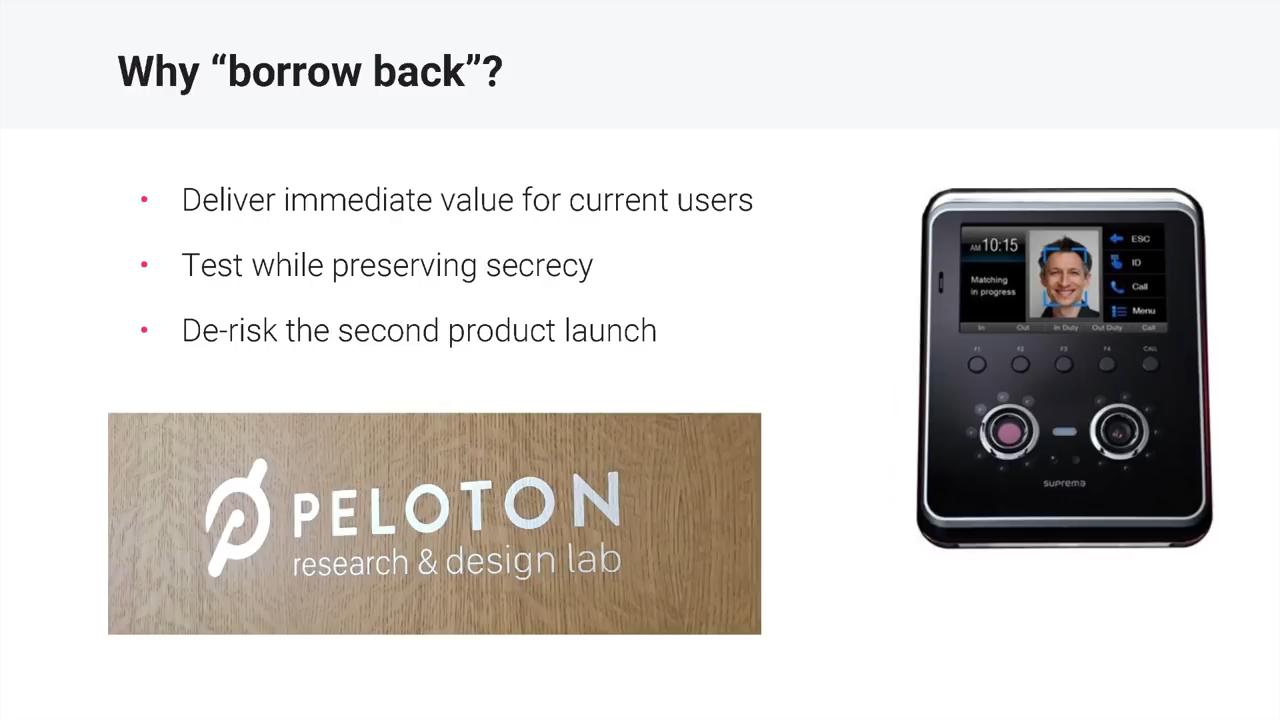 Why “borrow back”?
• Deliver immediate value for current users
• Test while preserving secrecy
• De-risk the second product launch
PELOTON
research & design lab
AM 10:15
Matching
in progress
ESC
ID
Call
Menu
In Out In Duty Out Duty Call
F1 F2 F3 F4 CALL
suprema